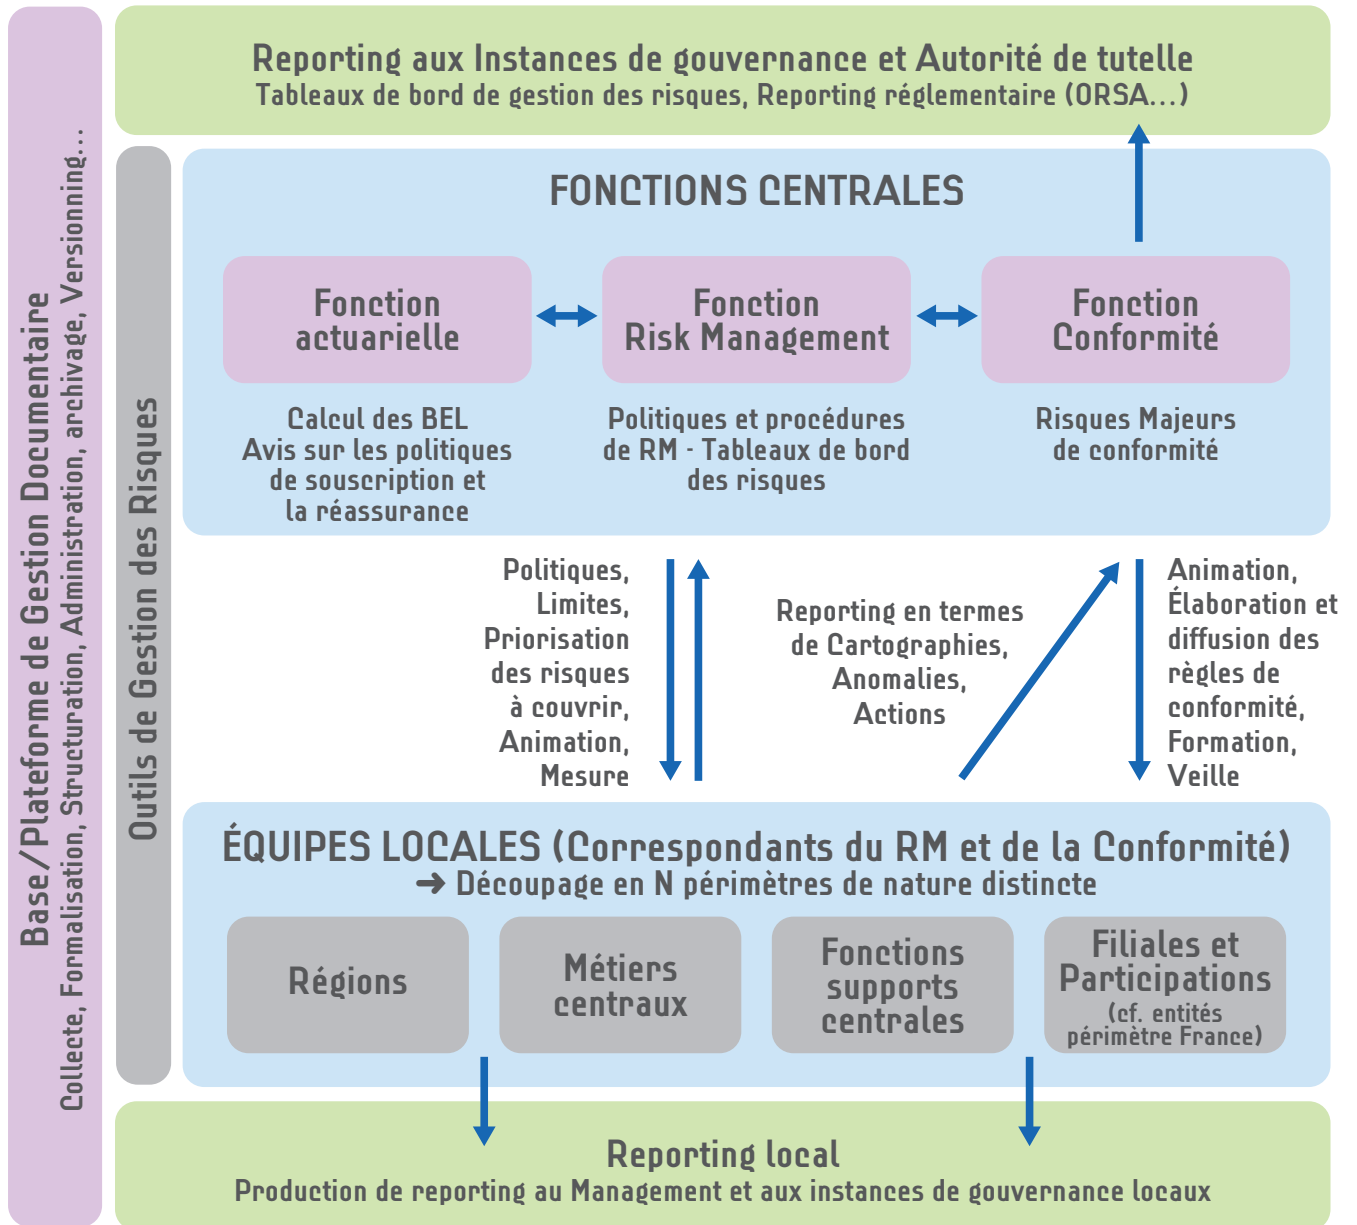 Base/Plateforme de Gestion Documentaire
Collecte, Formalisation, Structuration, Administration, archivage, Versionning...
Reporting aux Instances de gouvernance et Autorité de tutelle
Tableaux de bord de gestion des risques, Reporting réglementaire (ORSA...)
Outils de Gestion des Risques
FONCTIONS CENTRALES
Fonction
actuarielle
Fonction
Risk Management
Fonction
Conformité
Calcul des BEL
Avis sur les politiques
de souscription et
la réassurance
Politiques et procédures
de RM - Tableaux de bord
des risques
Risques Majeurs
de conformité
Politiques,
Limites,
Priorisation
des risques
à couvrir,
Animation,
Mesure
Reporting en termes
de Cartographies,
Anomalies,
Actions
Animation,
Élaboration et
diffusion des
règles de
conformité,
Formation,
Veille
ÉQUIPES LOCALES (Correspondants du RM et de la Conformité)
➜ Découpage en N périmètres de nature distincte
Régions
Métiers
centraux
Fonctions
supports
centrales
Filiales et
Participations
(cf. entités
périmètre France)
Reporting local
Production de reporting au Management et aux instances de gouvernance locaux